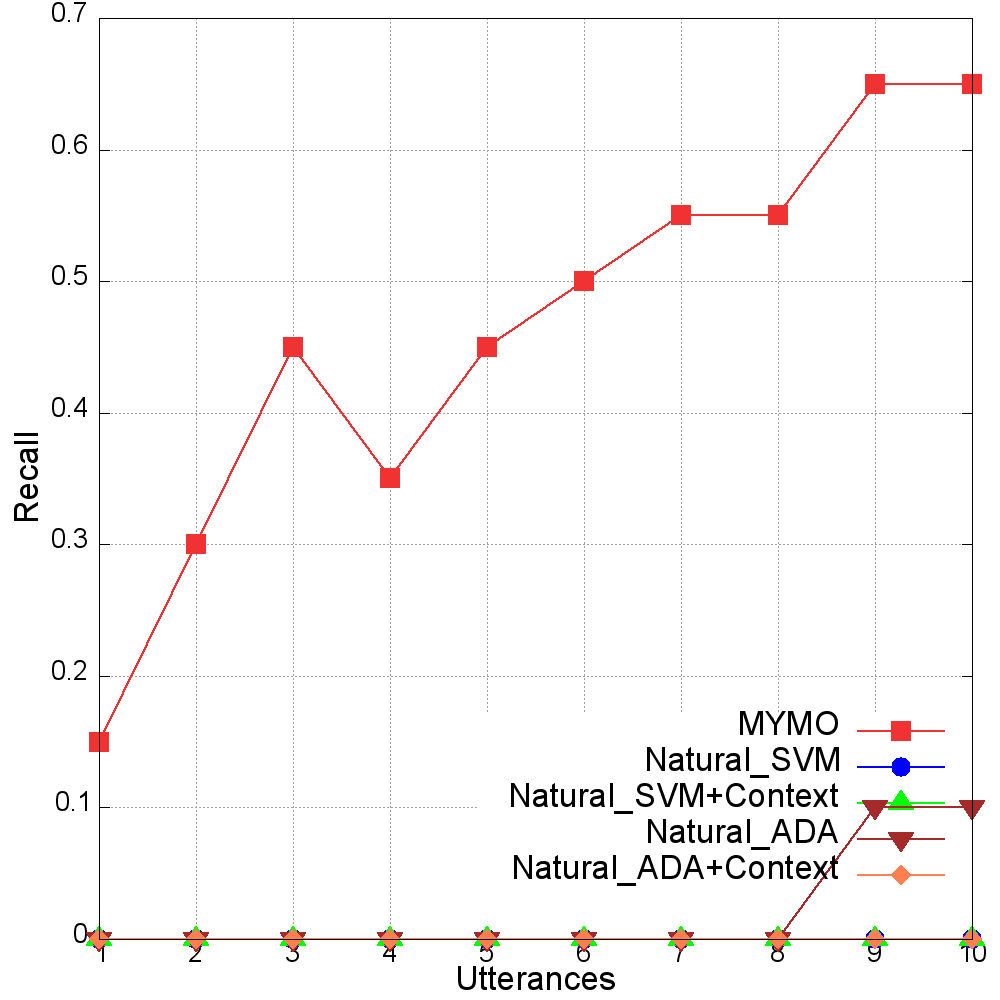 0.7
0.6
0.5
0.4
0.3
0.2
0.1
0
Recall
MYMO
Natural_SVM
Natural_SVM+Context
Natural_ADA
Natural_ADA+Context
1 2 3 4 5 6 7 8 9 10
Utterances